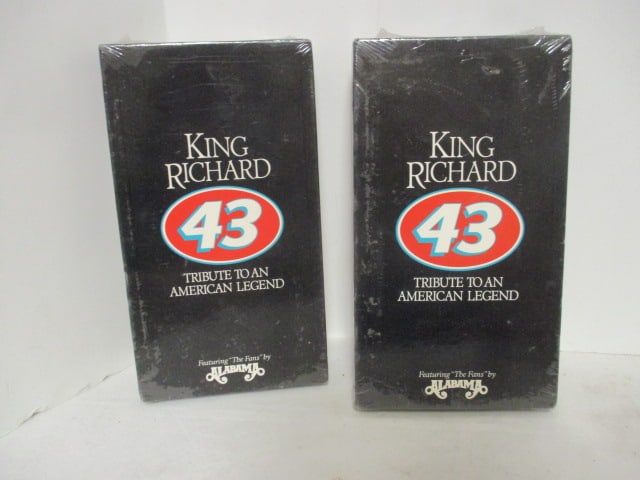 KING
RICHARD
43
TRIBUTE TO AN
AMERICAN LEGEND
Featuring "The Fans" by
ALABAMA
KING
RICHARD
43
TRIBUTE TO AN
AMERICAN LEGEND
Featuring "The Fans" by
ALABAMA